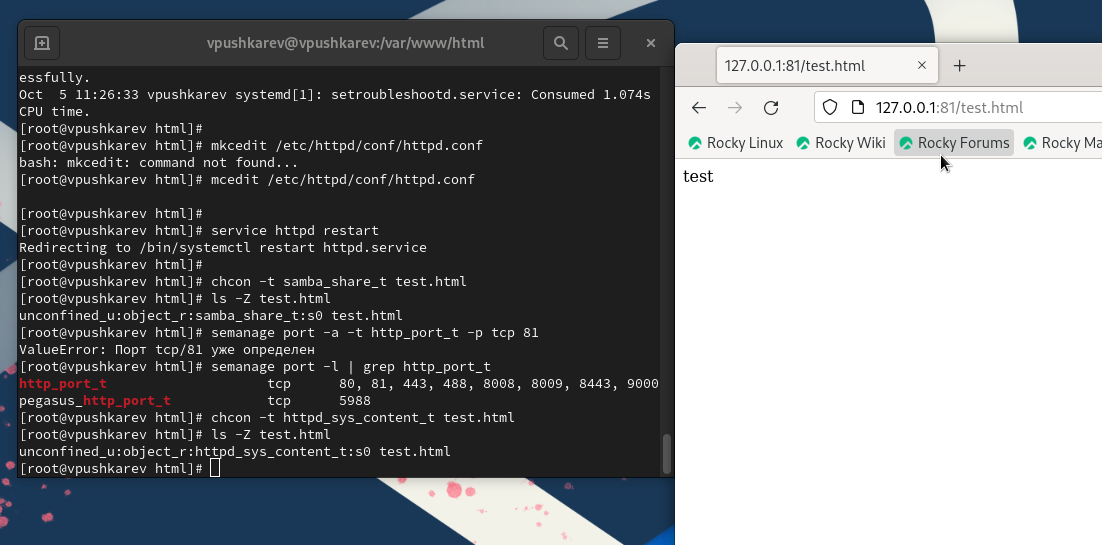 vpushkarev@vpushkarev:/var/www/html
essfully.
Oct  5 11:26:33 vpushkarev systemd[1]: setroubleshootd.service: Consumed 1.074s
CPU time.
[root@vpushkarev html]#
[root@vpushkarev html]# mkcedit /etc/httpd/conf/httpd.conf
bash: mkcedit: command not found...
[root@vpushkarev html]# mcedit /etc/httpd/conf/httpd.conf
[root@vpushkarev html]#
[root@vpushkarev html]# service httpd restart
Redirecting to /bin/systemctl restart httpd.service
[root@vpushkarev html]#
[root@vpushkarev html]# chcon -t samba_share_t test.html
[root@vpushkarev html]# ls -Z test.html
unconfined_u:object_r:samba_share_t:s0 test.html
[root@vpushkarev html]# semanage port -a -t http_port_t -p tcp 81
ValueError: Порт tcp/81 уже определен
[root@vpushkarev html]# semanage port -l | grep http_port_t
http_port_t                    tcp      80, 81, 443, 488, 8008, 8009, 8443, 9000
pegasus_http_port_t            tcp      5988
[root@vpushkarev html]# chcon -t httpd_sys_content_t test.html
[root@vpushkarev html]# ls -Z test.html
unconfined_u:object_r:httpd_sys_content_t:s0 test.html
[root@vpushkarev html]#
127.0.0.1:81/test.html
127.0.0.1:81/test.html
Rocky Linux Rocky Wiki Rocky Forums Rocky Ma
test